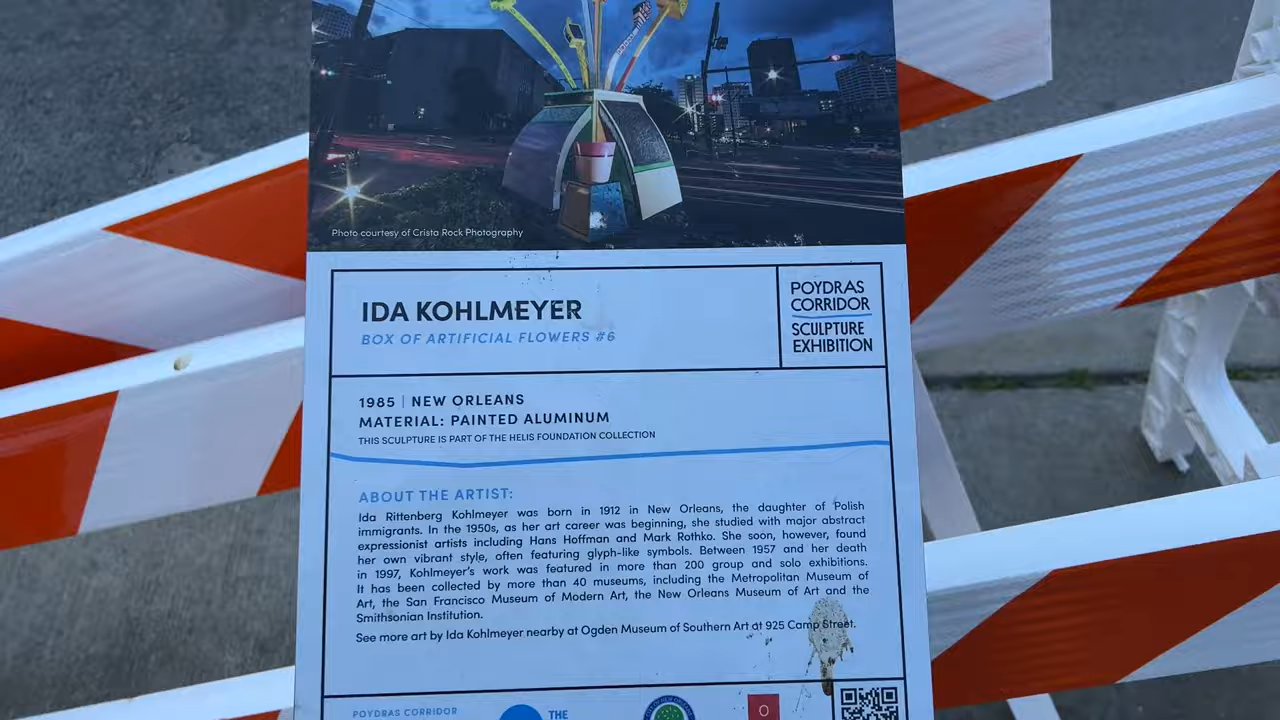 Photo courtesy of Crista Rock Photography
IDA KOHLMEYER
BOX OF ARTIFICIAL FLOWERS #6
POYDRAS
CORRIDOR
SCULPTURE
EXHIBITION
1985 | NEW ORLEANS
MATERIAL: PAINTED ALUMINUM
THIS SCULPTURE IS PART OF THE HELIS FOUNDATION COLLECTION
ABOUT THE ARTIST:
Ida Rittenberg Kohlmeyer was born in 1912 in New Orleans, the daughter of Polish
immigrants. In the 1950s, as her art career was beginning, she studied with major abstract
expressionist artists including Hans Hoffman and Mark Rothko. She soon, however, found
her own vibrant style, often featuring glyph-like symbols. Between 1957 and her death
in 1997, Kohlmeyer's work was featured in more than 200 group and solo exhibitions.
It has been collected by more than 40 museums, including the Metropolitan Museum of
Art, the San Francisco Museum of Modern Art, the New Orleans Museum of Art and the
Smithsonian Institution.
See more art by Ida Kohlmeyer nearby at Ogden Museum of Southern Art at 925 Camp Street.
POYDRAS CORRIDOR
THE
O